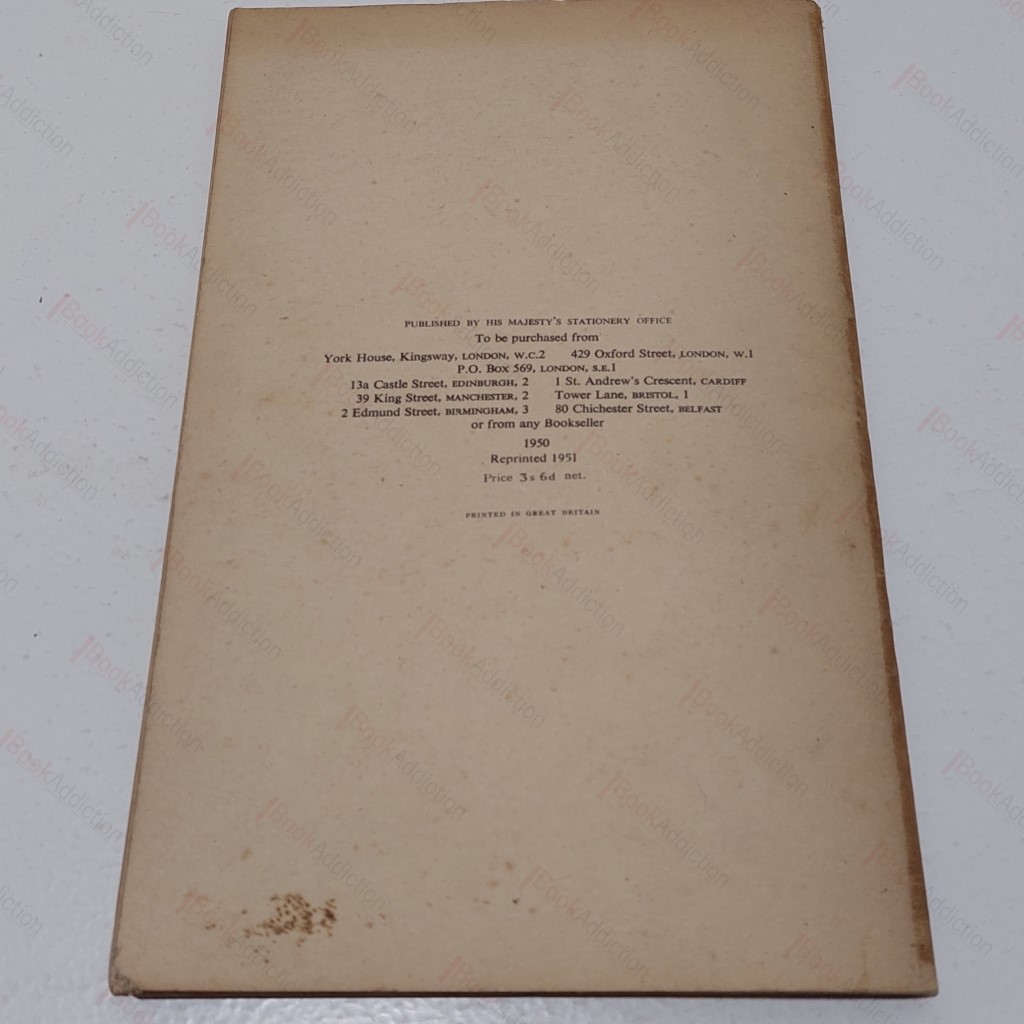 PUBLISHED BY HIS MAJESTY'S STATIONERY OFFICE
To be purchased from
York House, Kingsway, LONDON, W.C.2 429 Oxford Street, LONDON, W.1
P.O. Box 569, LONDON, S.E.1
13a Castle Street, EDINBURGH, 2 1 St. Andrew's Crescent, CARDIFF
39 King Street, MANCHESTER, 2 Tower Lane, BRISTOL, 1
2 Edmund Street, BIRMINGHAM, 3 80 Chichester Street, BELFAST
or from any Bookseller
1950
Reprinted 1951
Price 3s 6d net.
PRINTED IN GREAT BRITAIN
BookAddiction